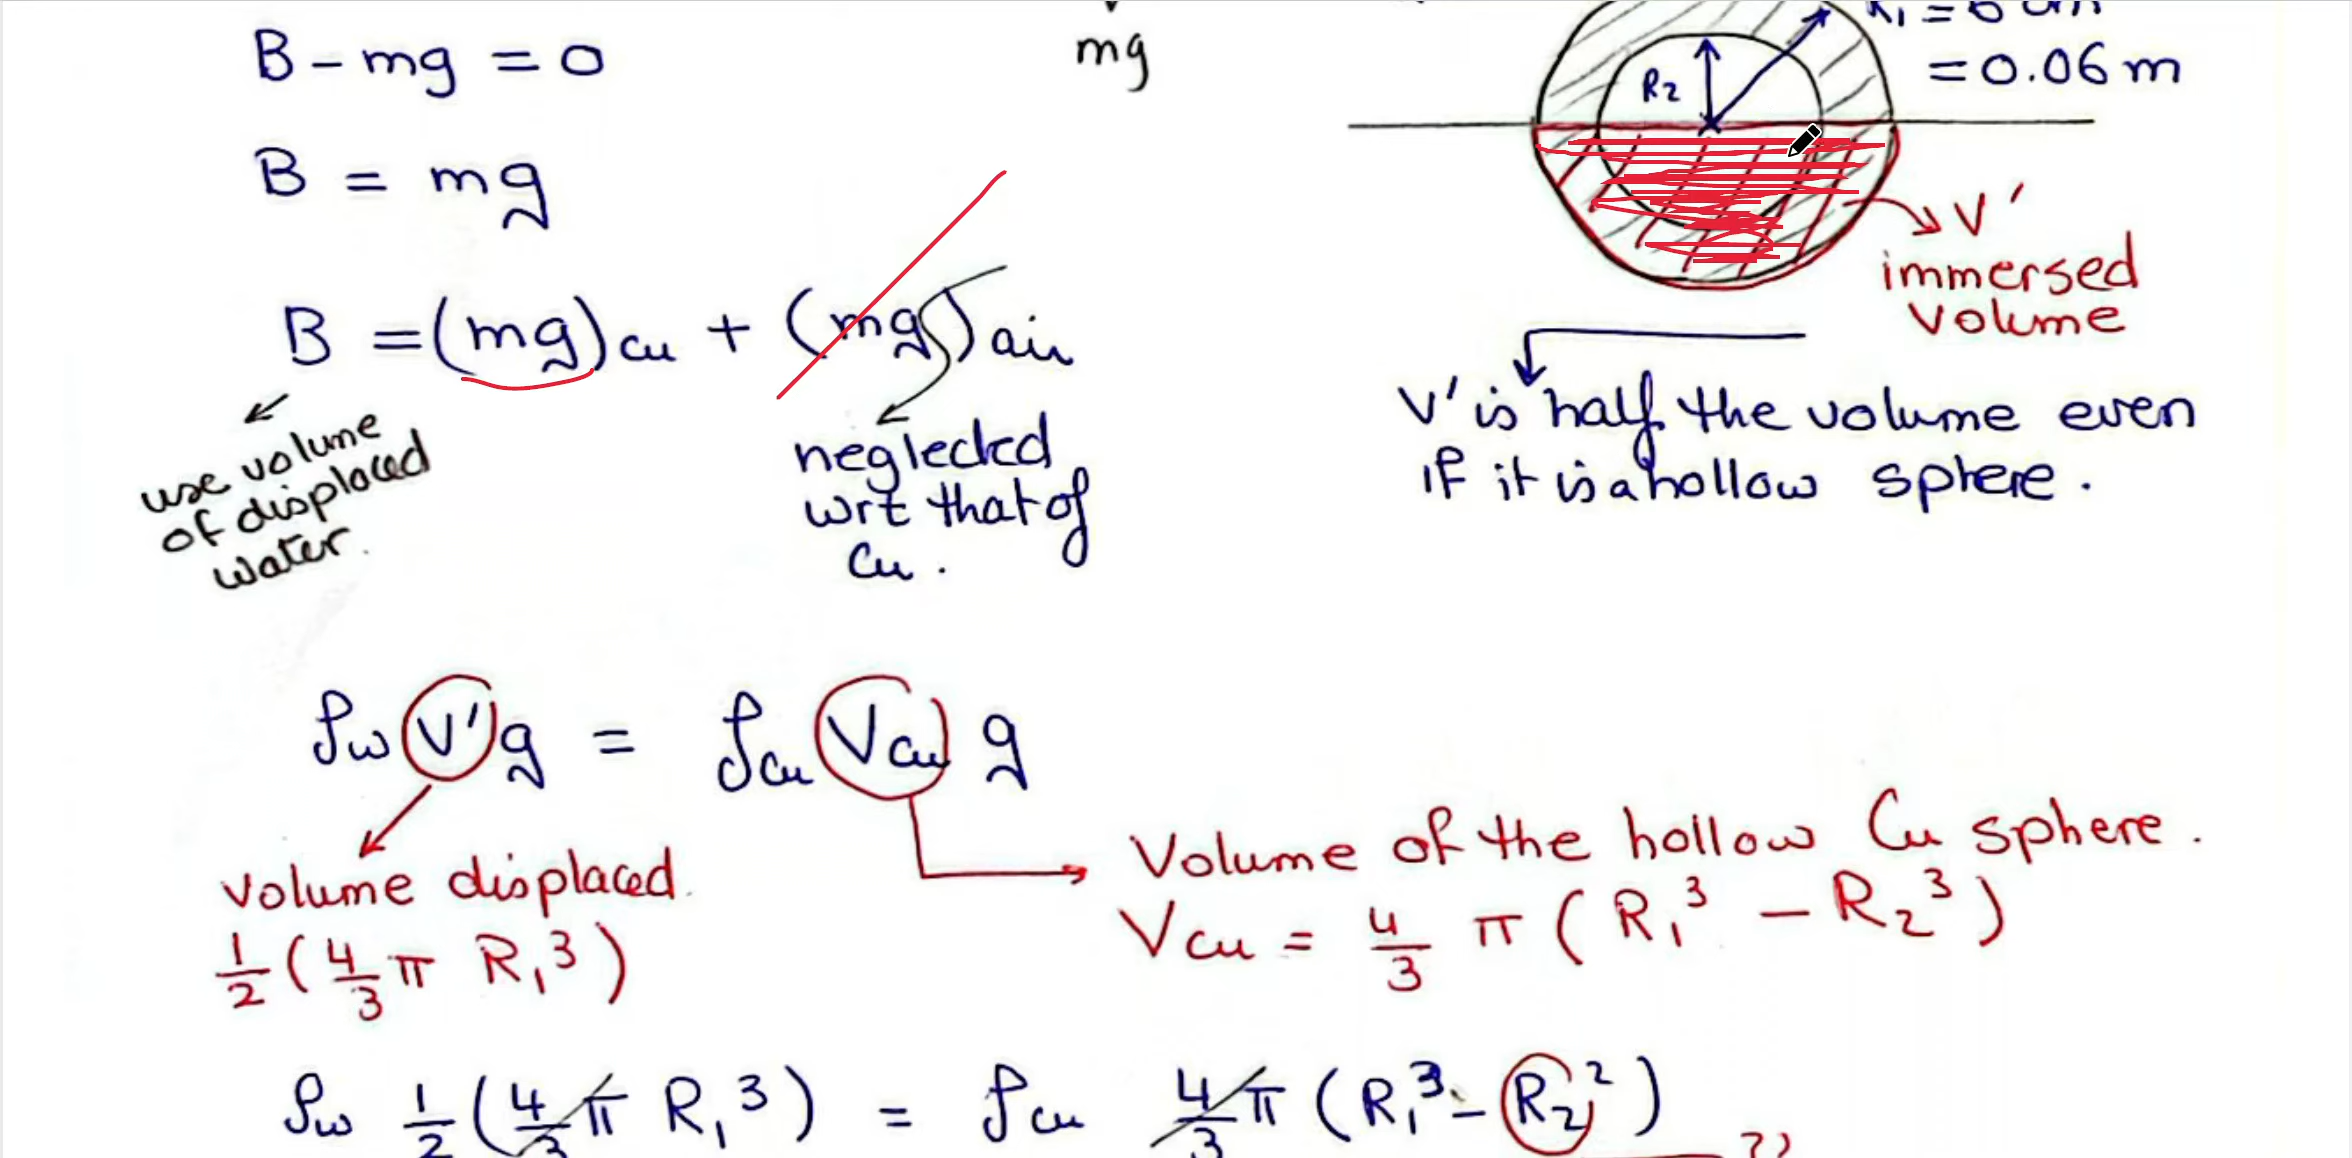 B - mg = 0
mg
R₁ = 6 cm
= 0.06 m
R₂
B = mg
V'
immersed
Volume
B = (mg)cu + (mg)air
use volume
of displaced
water.
neglected
wrt that of
Cu.
V' is half the volume even
if it is a hollow sphere.
ρw V' g = ρcu Vcu g
Volume displaced.
½ (4/3 π R₁³)
Volume of the hollow Cu sphere.
Vcu = 4/3 π (R₁³ - R₂³)
ρw ½ (4/3 π R₁³) = ρcu 4/3 π (R₁³ - R₂²)